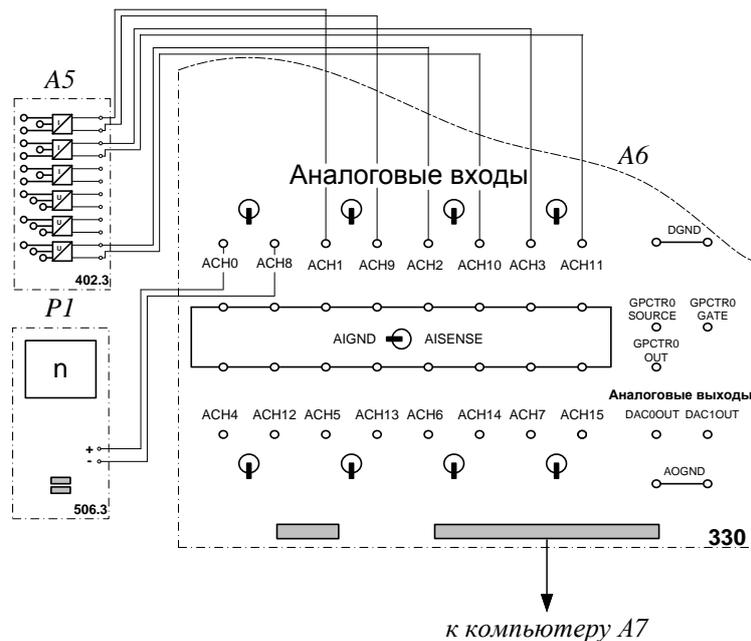 A5
I
I
I
U
U
U
402.3
P1
n
+
-
506.3
A6
Аналоговые входы
DGND
ACH0 ACH8 ACH1 ACH9 ACH2 ACH10 ACH3 ACH11
GPCTR0 SOURCE
GPCTR0 GATE
AIGND AISENSE
GPCTR0 OUT
Аналоговые выходы
ACH4 ACH12 ACH5 ACH13 ACH6 ACH14 ACH7 ACH15
DAC0OUT DAC1OUT
AOGND
330
к компьютеру A7